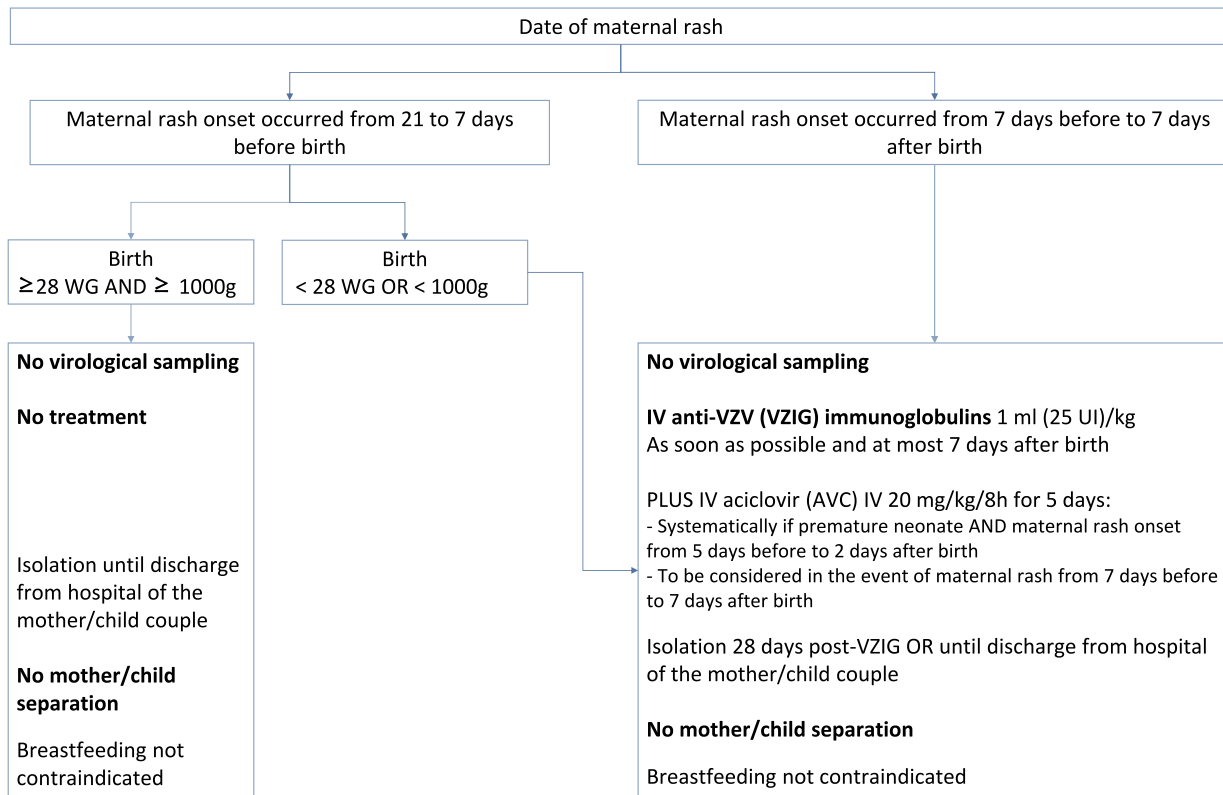 Date of maternal rash
Maternal rash onset occurred from 21 to 7 days
before birth
Maternal rash onset occurred from 7 days before to 7 days
after birth
Birth
≥28 WG AND ≥ 1000g
Birth
< 28 WG OR < 1000g
No virological sampling
No treatment
Isolation until discharge
from hospital of the
mother/child couple
No mother/child
separation
Breastfeeding not
contraindicated
No virological sampling
IV anti-VZV (VZIG) immunoglobulins 1 ml (25 UI)/kg
As soon as possible and at most 7 days after birth
PLUS IV aciclovir (AVC) IV 20 mg/kg/8h for 5 days:
- Systematically if premature neonate AND maternal rash onset
from 5 days before to 2 days after birth
- To be considered in the event of maternal rash from 7 days before
to 7 days after birth
Isolation 28 days post-VZIG OR until discharge from hospital
of the mother/child couple
No mother/child separation
Breastfeeding not contraindicated